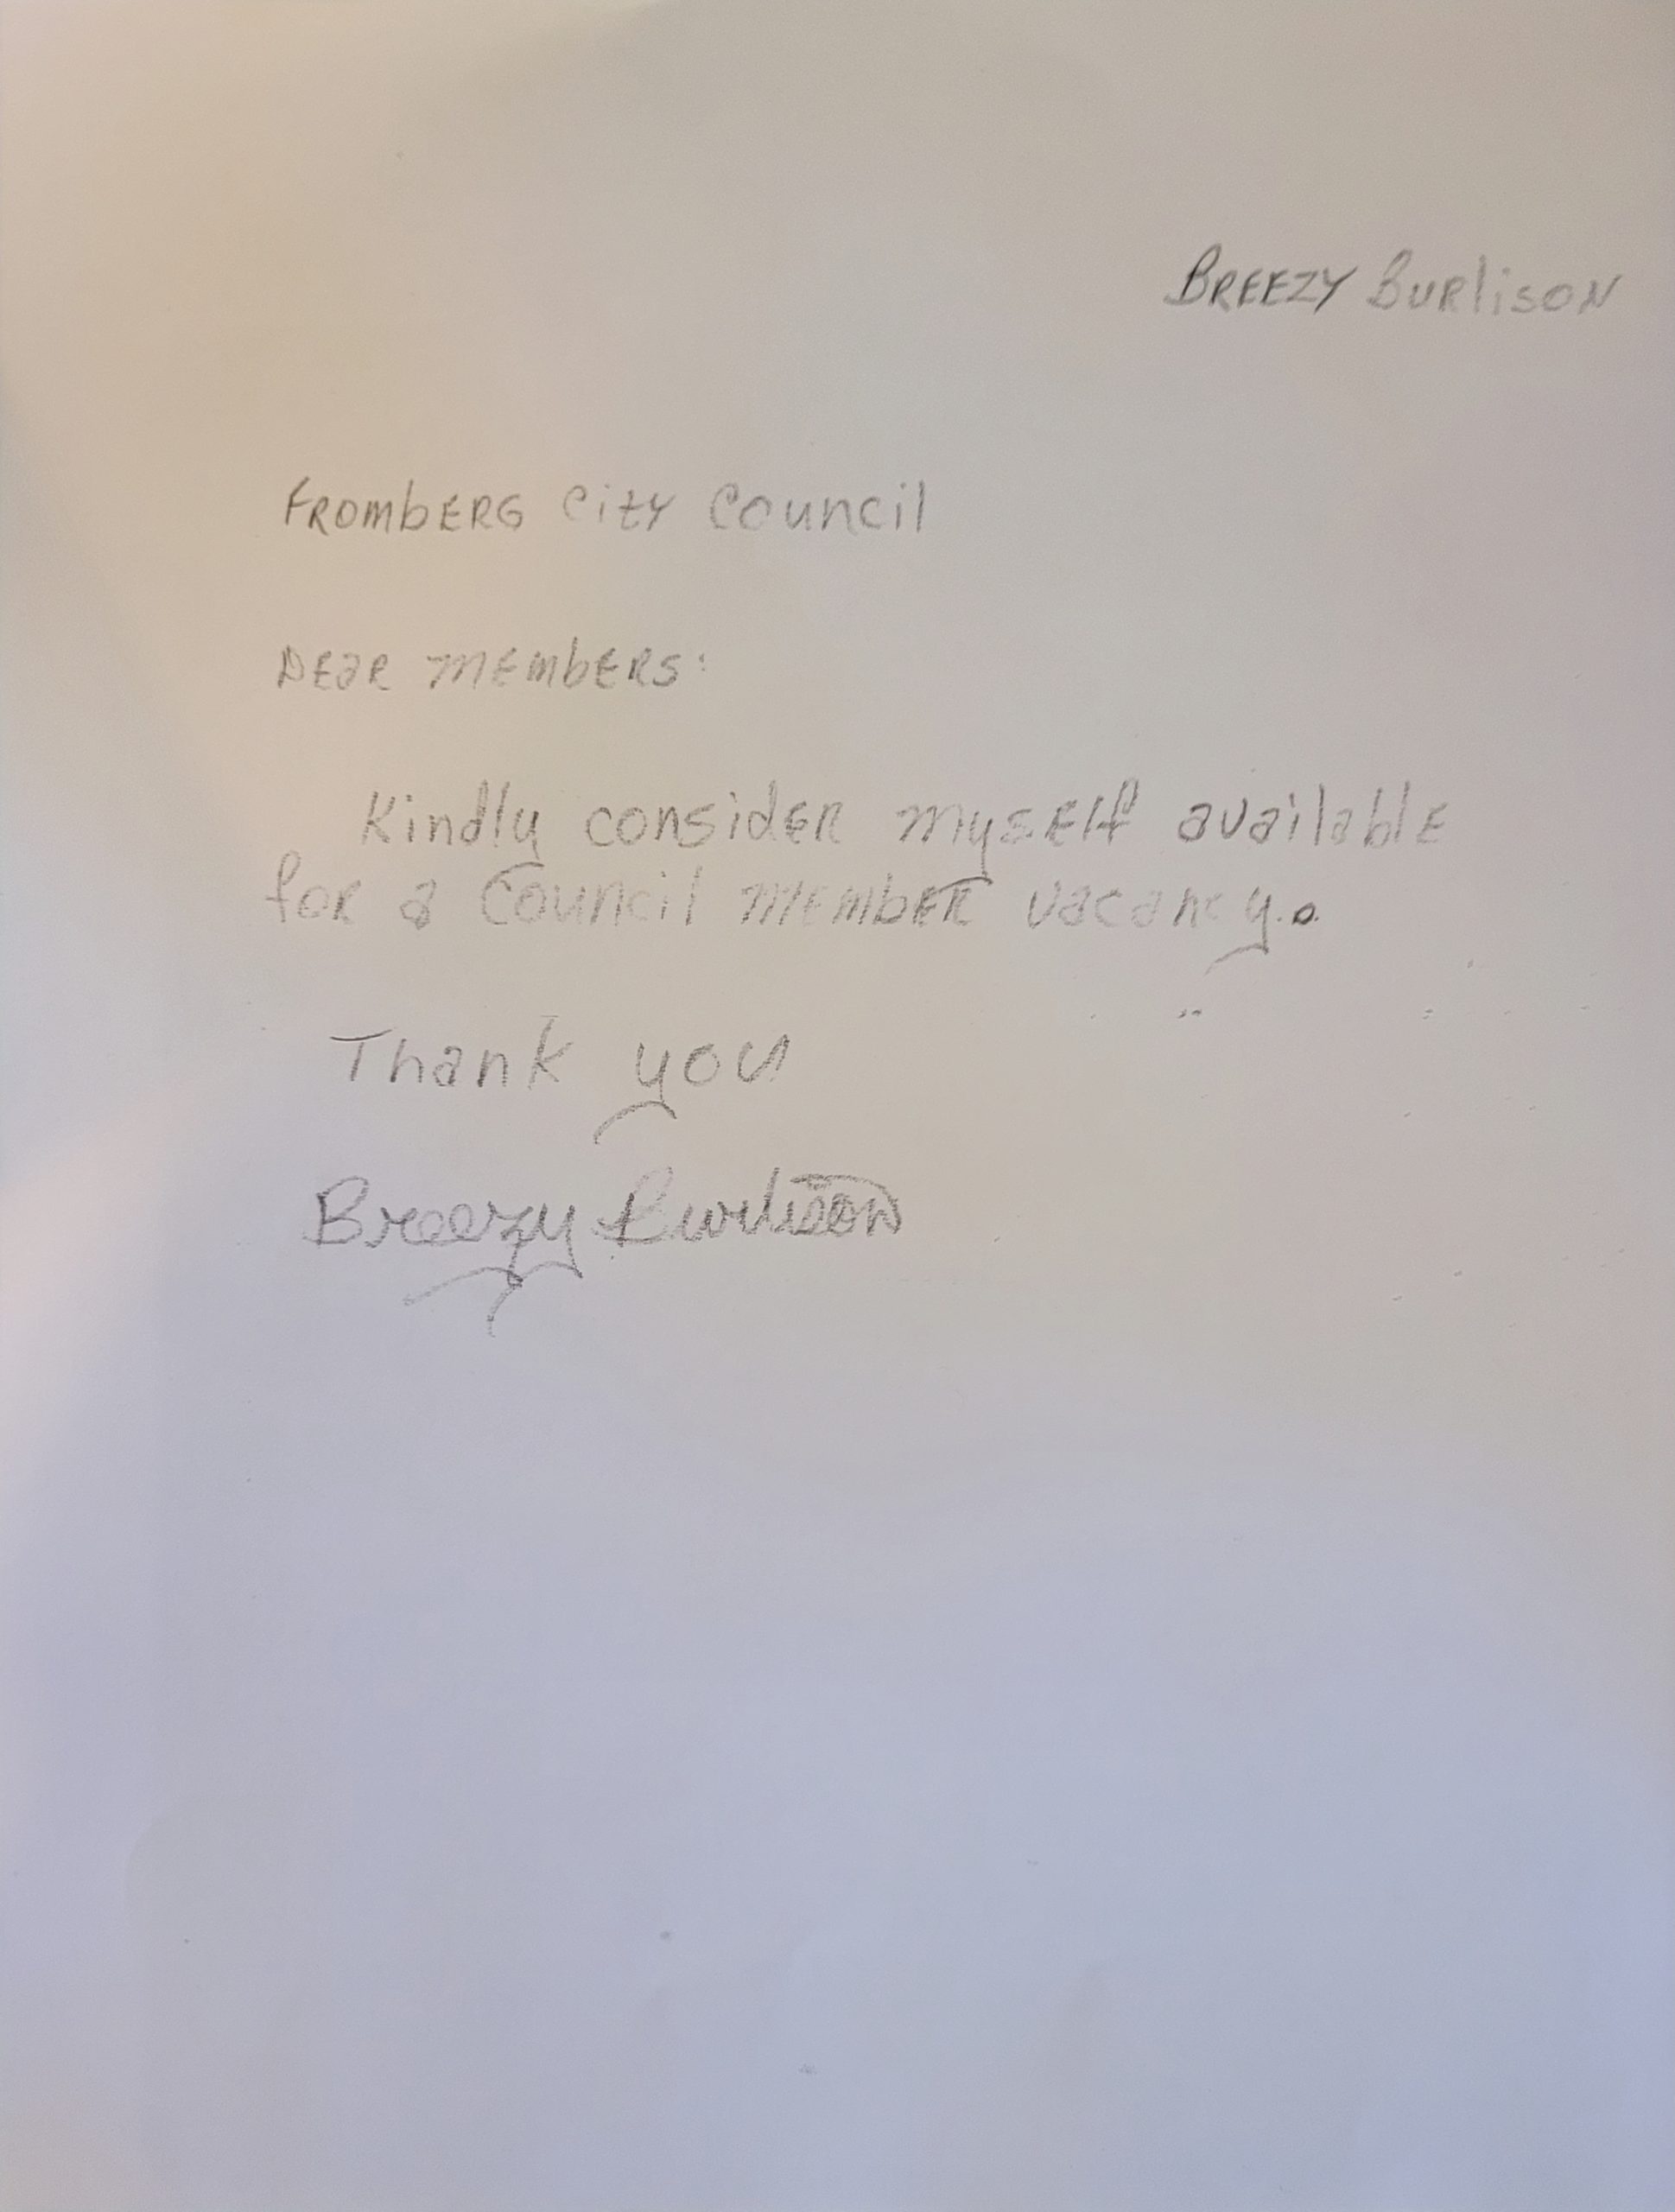 BREEZY BURlisON
FROMbERG City Council
DEaR MEMbERS:
Kindly considER mysElf availablE
foR a Council MEmbER vacancy.
Thank you
Breezy Burlison